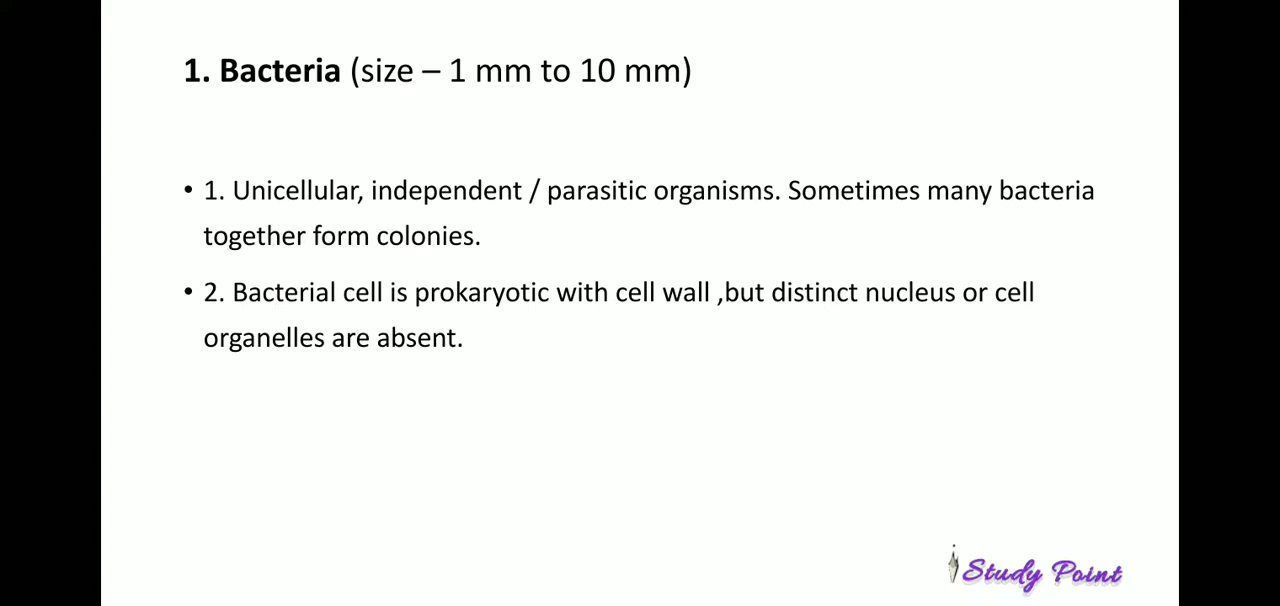 1. Bacteria (size – 1 mm to 10 mm)
• 1. Unicellular, independent / parasitic organisms. Sometimes many bacteria
together form colonies.
• 2. Bacterial cell is prokaryotic with cell wall ,but distinct nucleus or cell
organelles are absent.
Study Point